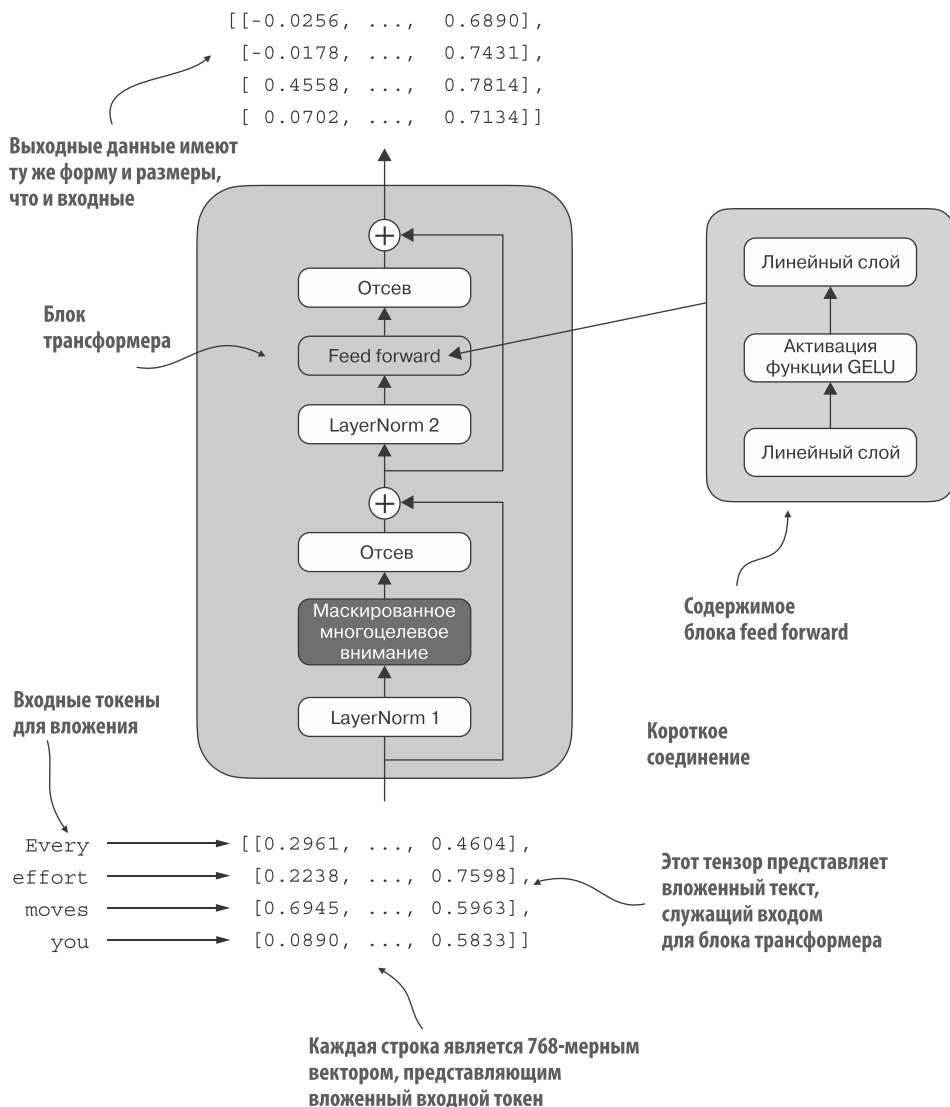 [[-0.0256, ..., 0.6890],
[-0.0178, ..., 0.7431],
[ 0.4558, ..., 0.7814],
[ 0.0702, ..., 0.7134]]
Выходные данные имеют
ту же форму и размеры,
что и входные
Блок
трансформера
Отсев
Feed forward
LayerNorm 2
Отсев
Маскированное
многоцелевое
внимание
LayerNorm 1
Линейный слой
Активация
функции GELU
Линейный слой
Содержимое
блока feed forward
Короткое
соединение
Входные токены
для вложения
Every [[0.2961, ..., 0.4604],
effort [0.2238, ..., 0.7598],
moves [0.6945, ..., 0.5963],
you [0.0890, ..., 0.5833]]
Этот тензор представляет
вложенный текст,
служащий входом
для блока трансформера
Каждая строка является 768-мерным
вектором, представляющим
вложенный входной токен